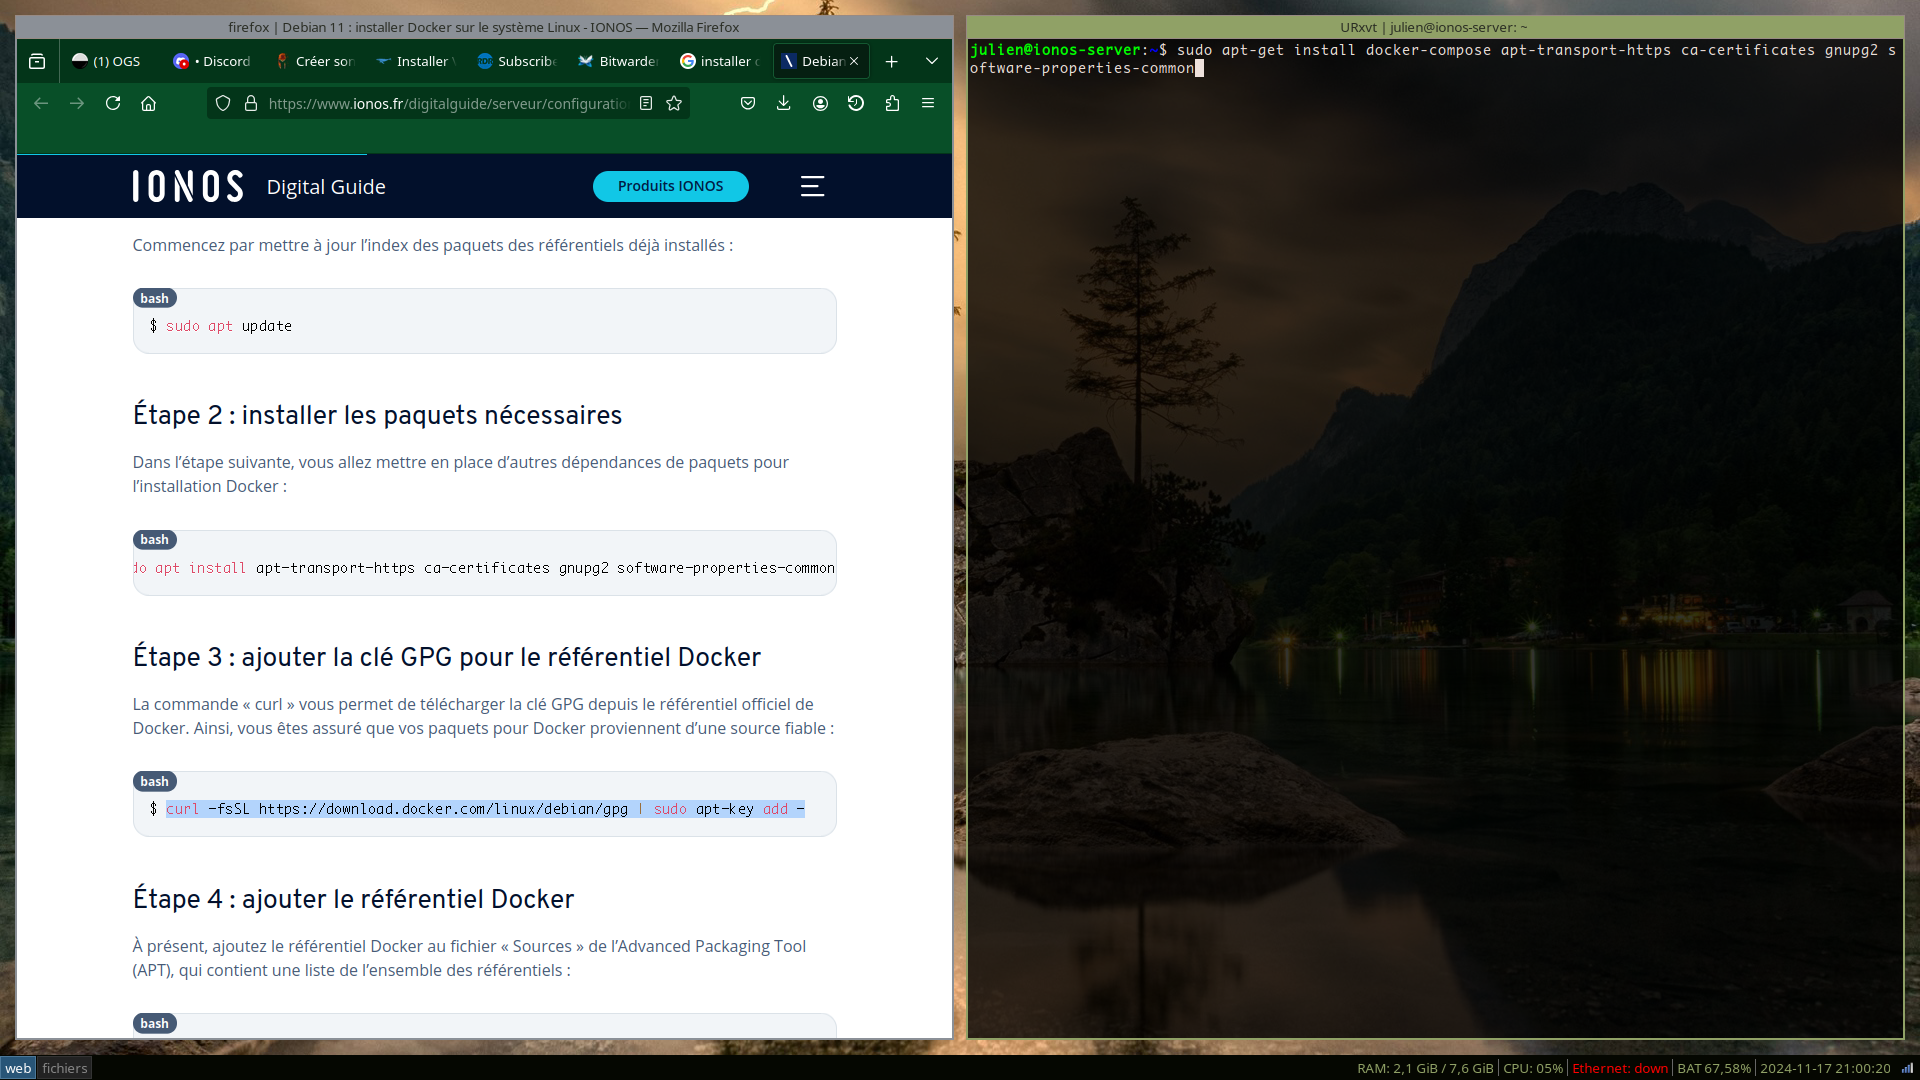 firefox | Debian 11 : installer Docker sur le système Linux - IONOS — Mozilla Firefox
(1) OGS
• Discord
Créer son
Installer
Subscribe
Bitwarde
installer
Debian
https://www.ionos.fr/digitalguide/serveur/configuratio
IONOS Digital Guide
Produits IONOS
Commencez par mettre à jour l’index des paquets des référentiels déjà installés :
bash
$ sudo apt update
Étape 2 : installer les paquets nécessaires
Dans l’étape suivante, vous allez mettre en place d’autres dépendances de paquets pour
l’installation Docker :
bash
do apt install apt-transport-https ca-certificates gnupg2 software-properties-common
Étape 3 : ajouter la clé GPG pour le référentiel Docker
La commande « curl » vous permet de télécharger la clé GPG depuis le référentiel officiel de
Docker. Ainsi, vous êtes assuré que vos paquets pour Docker proviennent d’une source fiable :
bash
$ curl -fsSL https://download.docker.com/linux/debian/gpg | sudo apt-key add -
Étape 4 : ajouter le référentiel Docker
À présent, ajoutez le référentiel Docker au fichier « Sources » de l’Advanced Packaging Tool
(APT), qui contient une liste de l’ensemble des référentiels :
bash
URxvt | julien@ionos-server: ~
julien@ionos-server:~$ sudo apt-get install docker-compose apt-transport-https ca-certificates gnupg2 s
oftware-properties-common
web
fichiers
RAM: 2,1 GiB / 7,6 GiB | CPU: 05% | Ethernet: down | BAT 67,58% | 2024-11-17 21:00:20